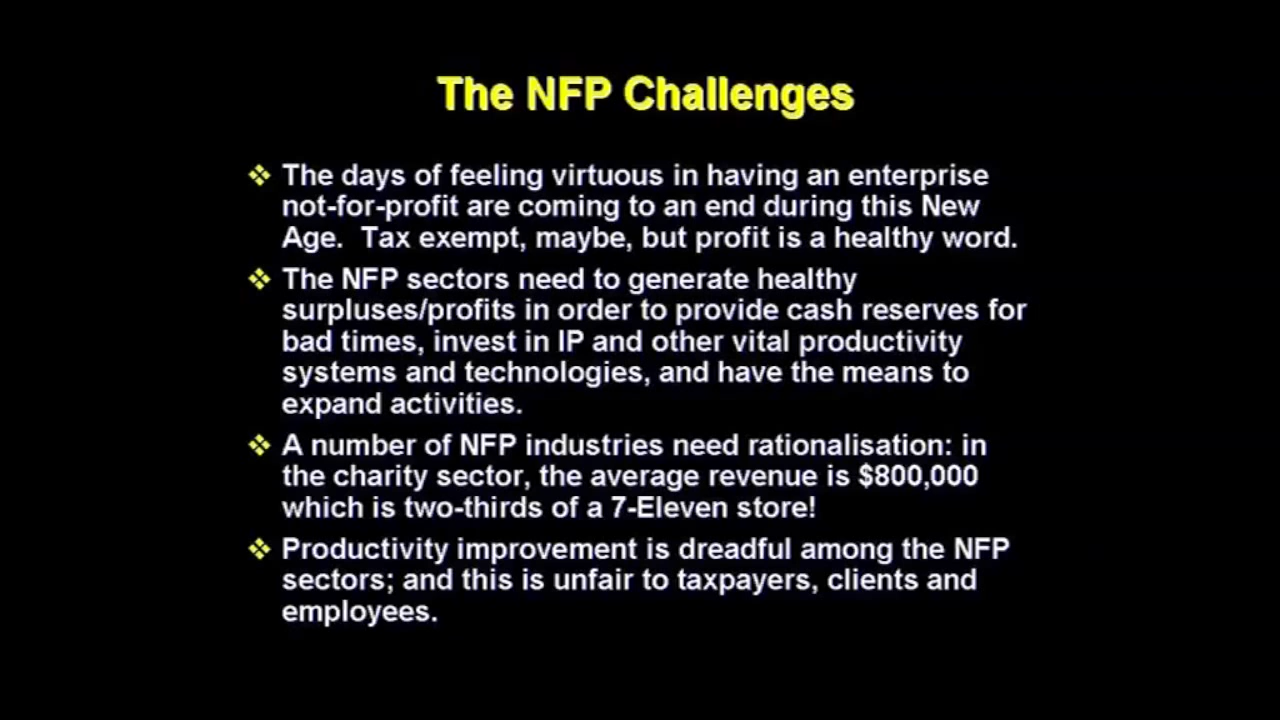 The NFP Challenges
❖ The days of feeling virtuous in having an enterprise
not-for-profit are coming to an end during this New
Age.  Tax exempt, maybe, but profit is a healthy word.
❖ The NFP sectors need to generate healthy
surpluses/profits in order to provide cash reserves for
bad times, invest in IP and other vital productivity
systems and technologies, and have the means to
expand activities.
❖ A number of NFP industries need rationalisation: in
the charity sector, the average revenue is $800,000
which is two-thirds of a 7-Eleven store!
❖ Productivity improvement is dreadful among the NFP
sectors; and this is unfair to taxpayers, clients and
employees.